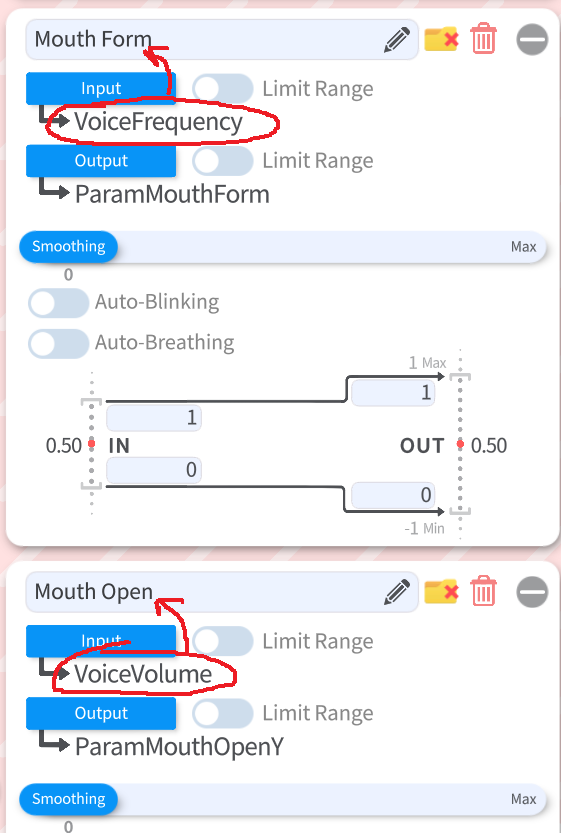 Mouth Form
Input
Limit Range
VoiceFrequency
Output
Limit Range
ParamMouthForm
Smoothing
Max
0
Auto-Blinking
Auto-Breathing
1 Max
1
1
0.50
IN
OUT
0.50
0
0
-1 Min
Mouth Open
Input
Limit Range
VoiceVolume
Output
Limit Range
ParamMouthOpenY
Smoothing
Max
0